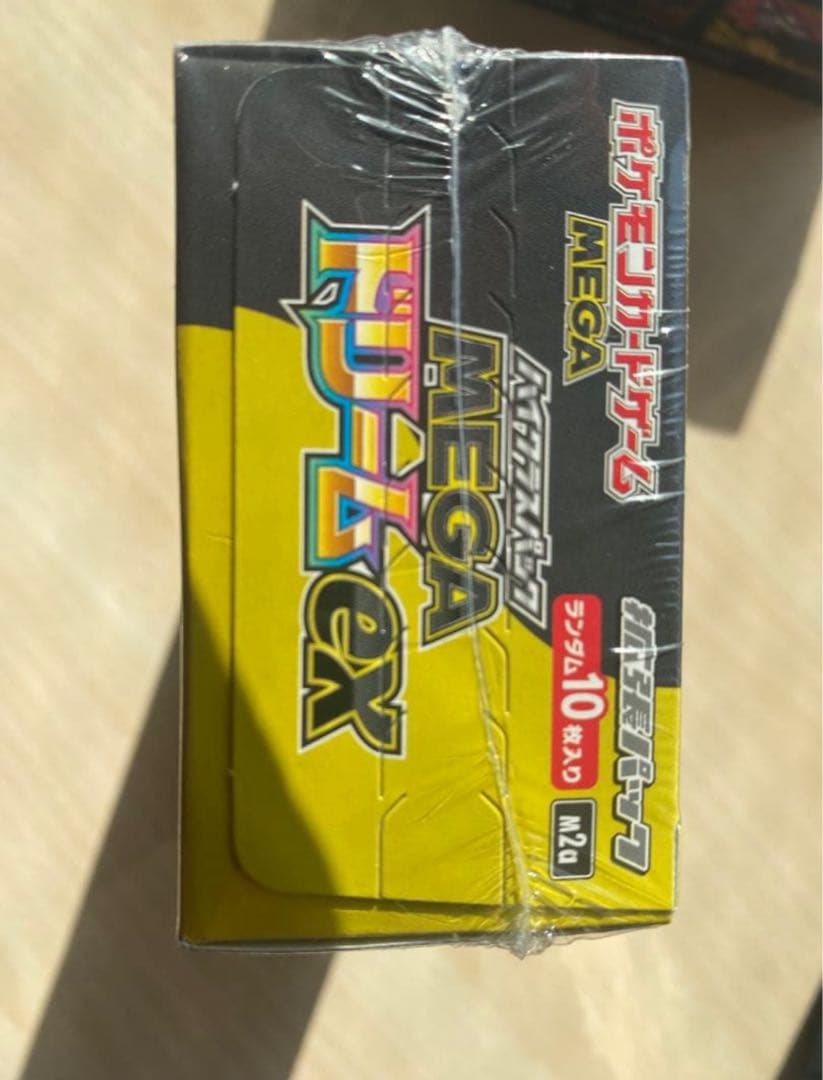 ポケモンカードゲーム
MEGA
拡張パック
ハイクラスパック
MEGA
ドリームex
ランダム10枚入り
M2a